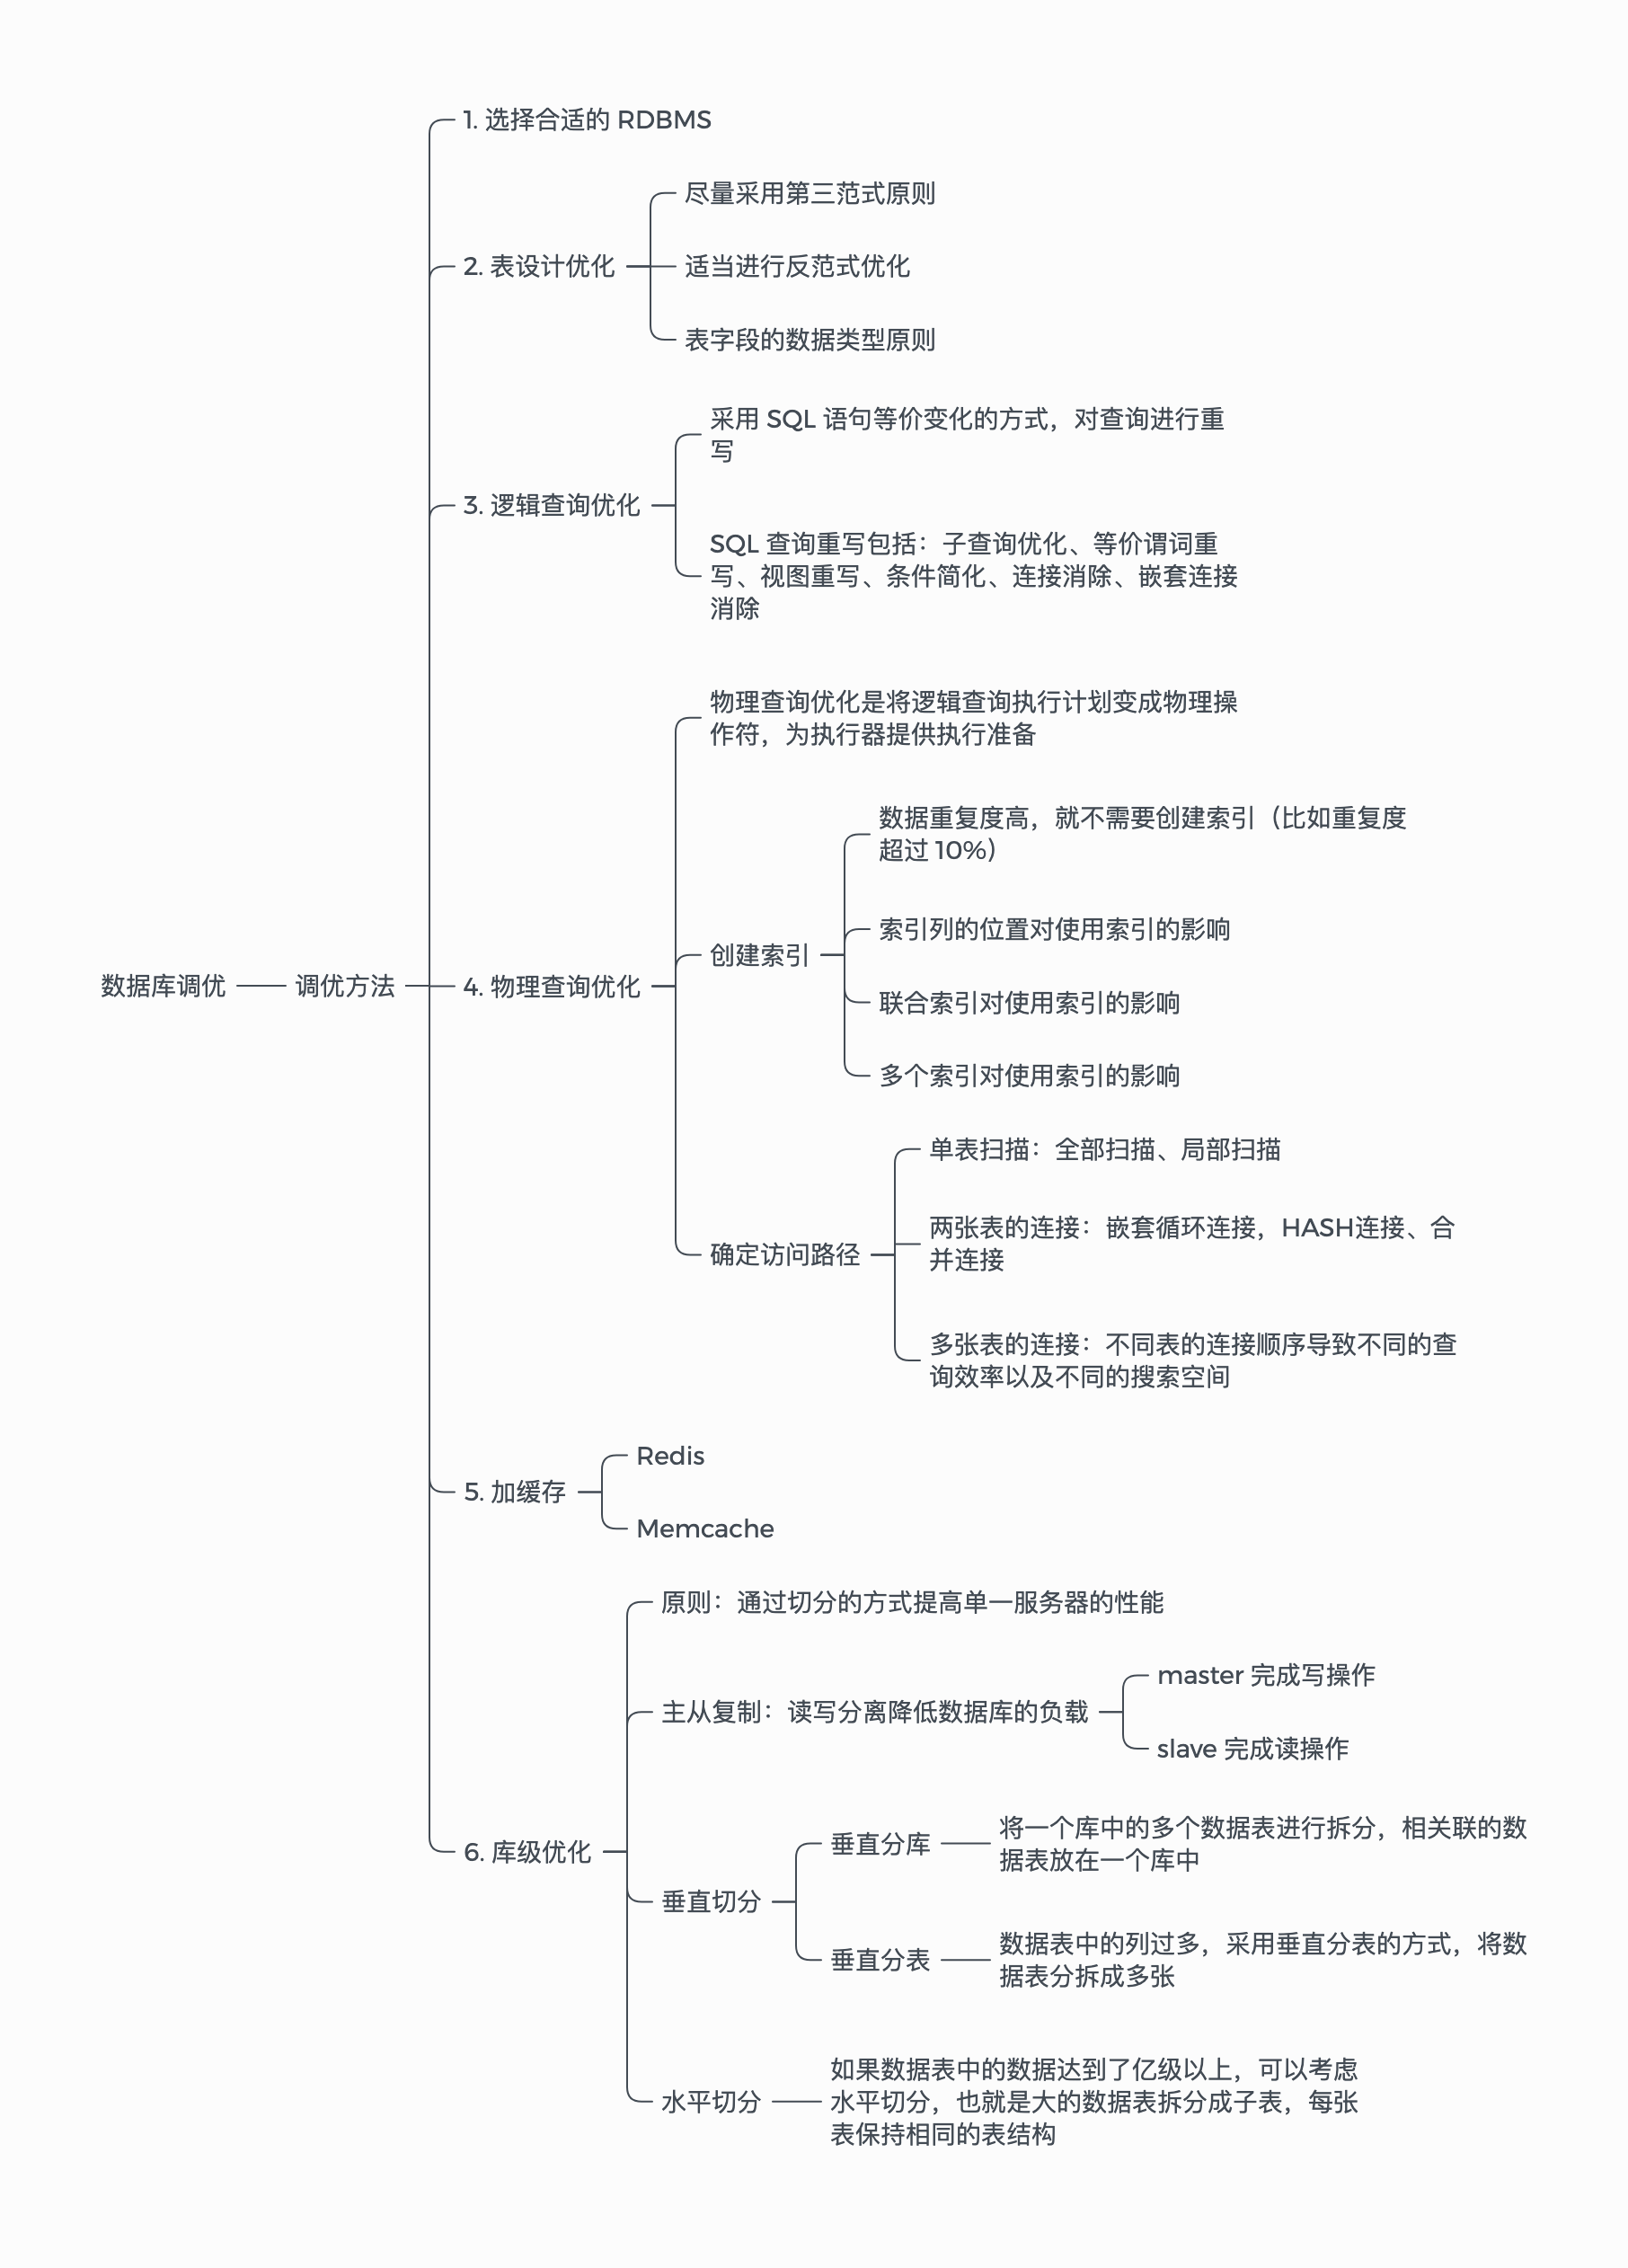 数据库调优
调优方法
1. 选择合适的 RDBMS
2. 表设计优化
尽量采用第三范式原则
适当进行反范式优化
表字段的数据类型原则
3. 逻辑查询优化
采用 SQL 语句等价变化的方式，对查询进行重
写
SQL 查询重写包括：子查询优化、等价谓词重
写、视图重写、条件简化、连接消除、嵌套连接
消除
4. 物理查询优化
物理查询优化是将逻辑查询执行计划变成物理操
作符，为执行器提供执行准备
创建索引
数据重复度高，就不需要创建索引（比如重复度
超过 10%）
索引列的位置对使用索引的影响
联合索引对使用索引的影响
多个索引对使用索引的影响
确定访问路径
单表扫描：全部扫描、局部扫描
两张表的连接：嵌套循环连接，HASH连接、合
并连接
多张表的连接：不同表的连接顺序导致不同的查
询效率以及不同的搜索空间
5. 加缓存
Redis
Memcache
6. 库级优化
原则：通过切分的方式提高单一服务器的性能
主从复制：读写分离降低数据库的负载
master 完成写操作
slave 完成读操作
垂直切分
垂直分库
将一个库中的多个数据表进行拆分，相关联的数
据表放在一个库中
垂直分表
数据表中的列过多，采用垂直分表的方式，将数
据表分拆成多张
水平切分
如果数据表中的数据达到了亿级以上，可以考虑
水平切分，也就是大的数据表拆分成子表，每张
表保持相同的表结构